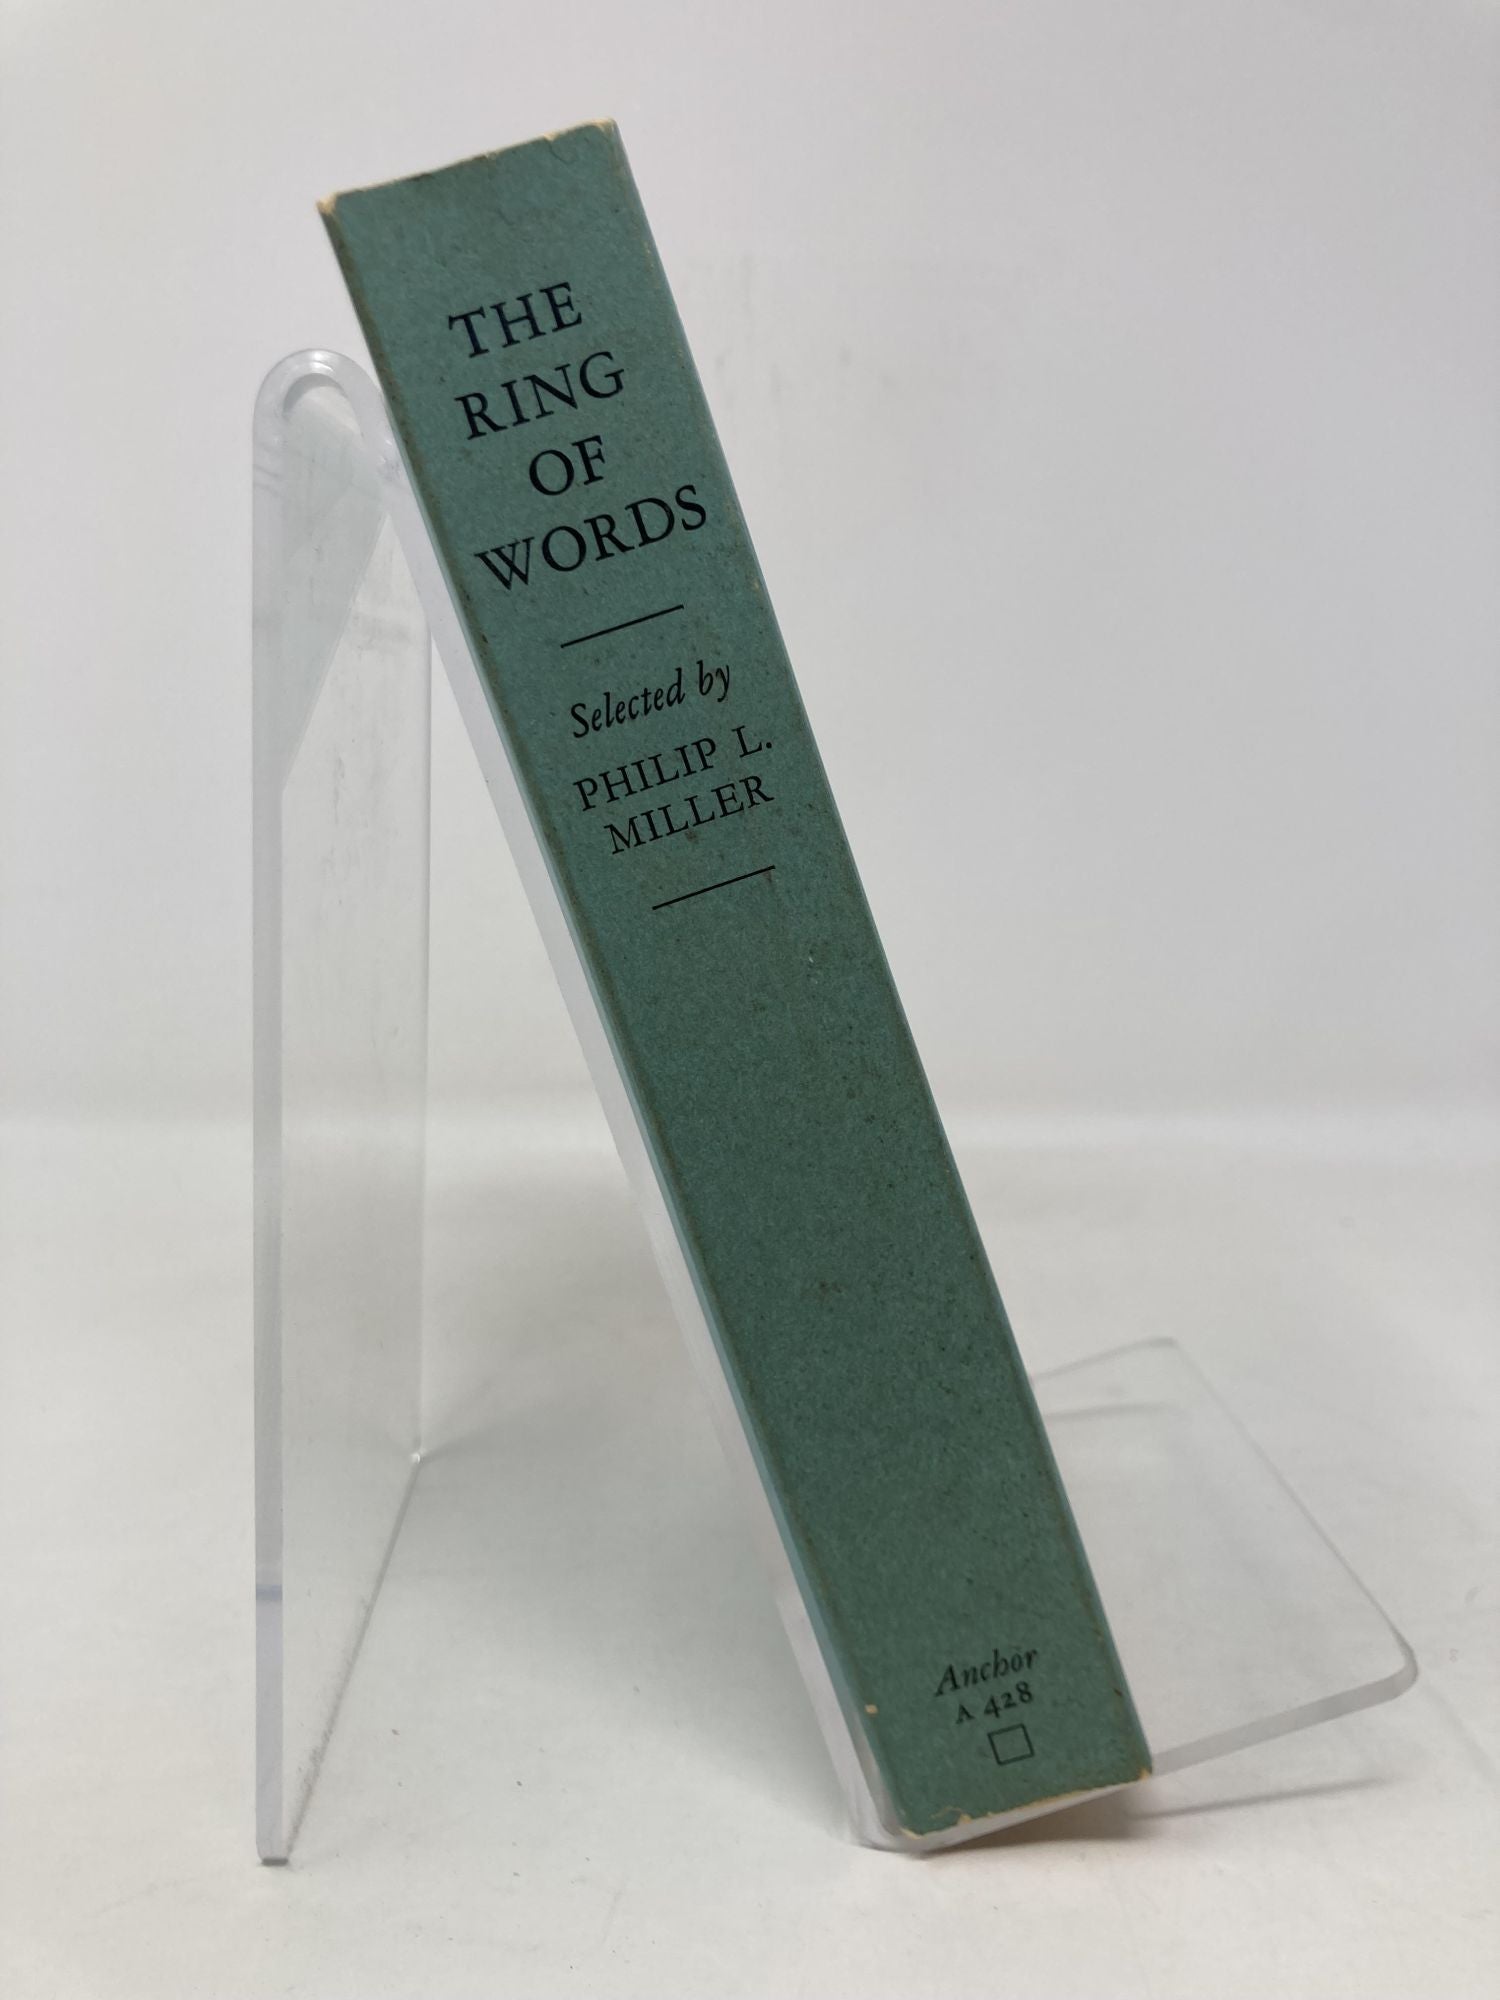 THE
RING
OF
WORDS
Selected by
PHILIP L.
MILLER
Anchor
A 428